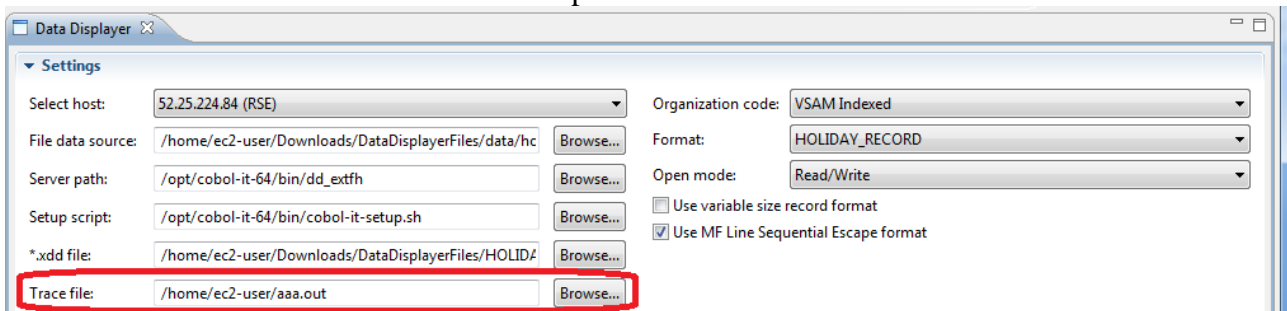 Data Displayer
Settings
Select host: 52.25.224.84 (RSE) Organization code: VSAM Indexed
File data source: /home/ec2-user/Downloads/DataDisplayerFiles/data/hc Browse... Format: HOLIDAY_RECORD
Server path: /opt/cobol-it-64/bin/dd_extfh Browse... Open mode: Read/Write
Setup script: /opt/cobol-it-64/bin/cobol-it-setup.sh Browse... Use variable size record format
Use MF Line Sequential Escape format
*.xdd file: /home/ec2-user/Downloads/DataDisplayerFiles/HOLIDA Browse...
Trace file: /home/ec2-user/aaa.out Browse...